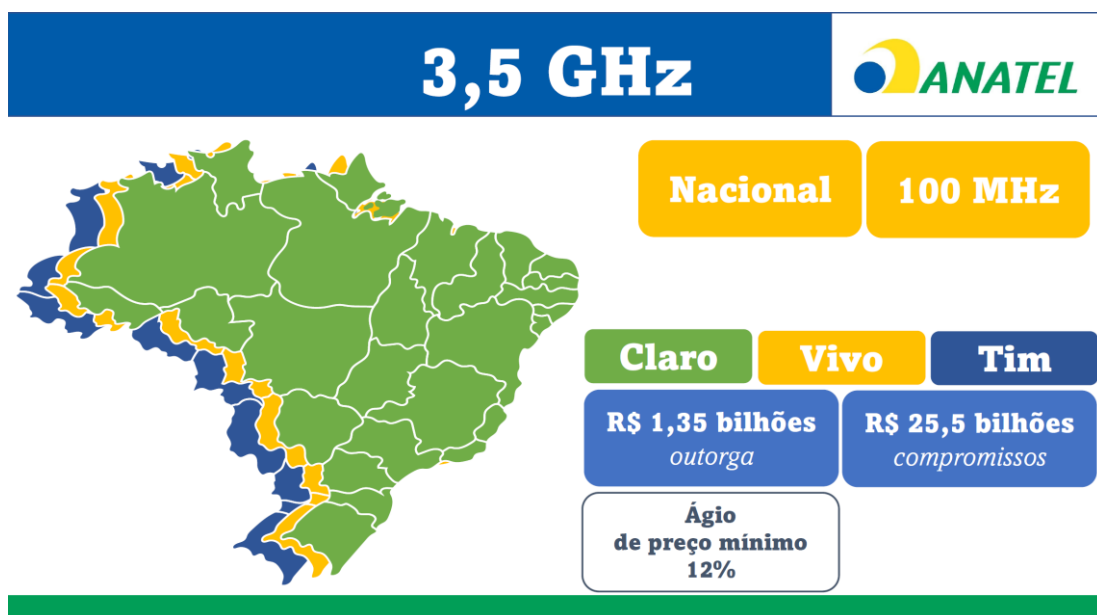 3,5 GHz
ANATEL
Nacional
100 MHz
Claro
Vivo
Tim
R$ 1,35 bilhões
outorga
R$ 25,5 bilhões
compromissos
Ágio
de preço mínimo
12%